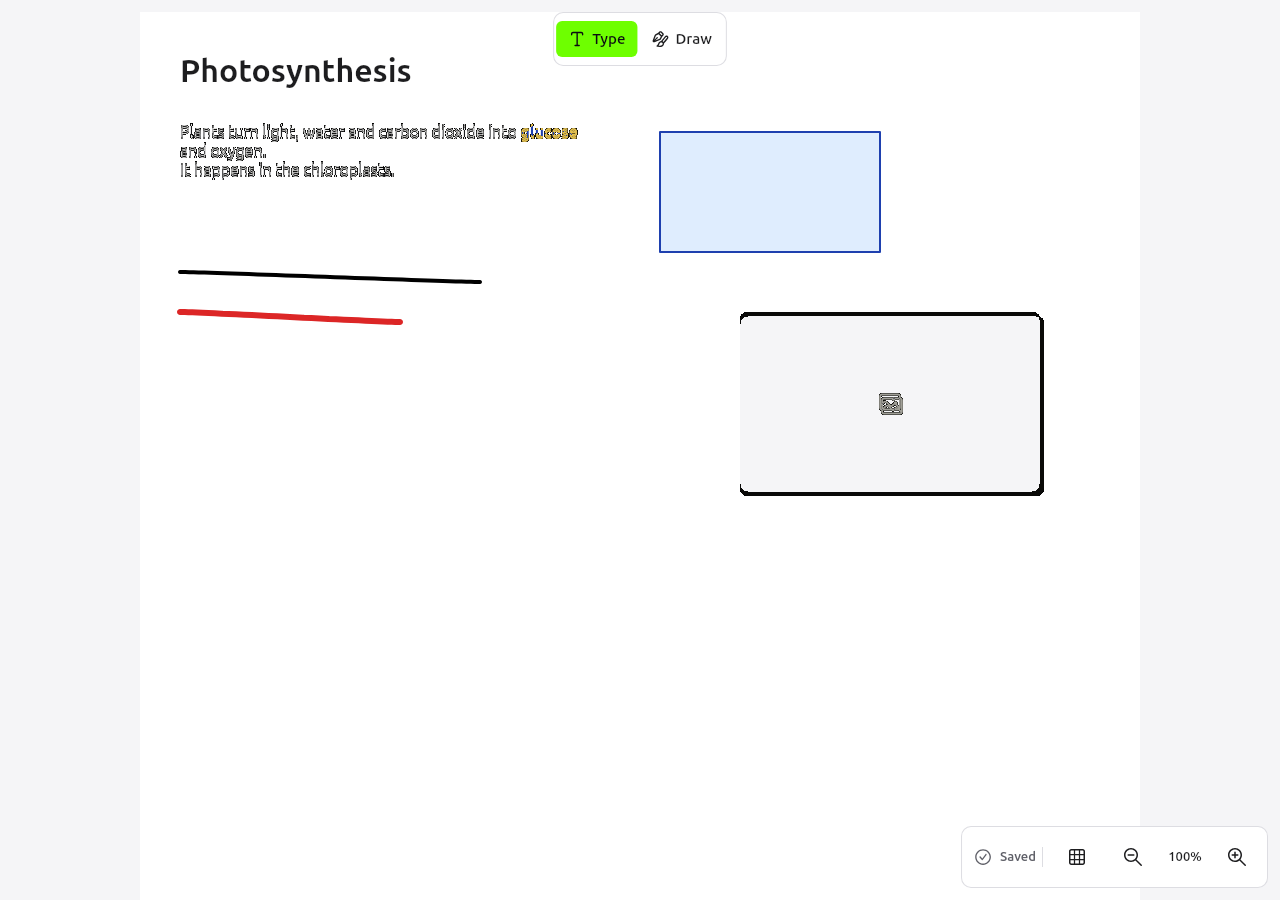 Type
Draw
Photosynthesis
Plants turn light, water and carbon dioxide into glucose
and oxygen.
It happens in the chloroplasts.
Saved
100%